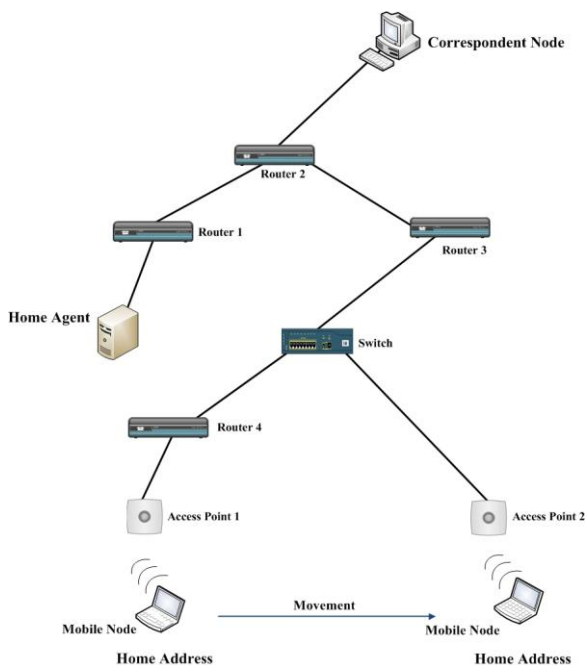 Correspondent Node
Router 2
Router 1
Router 3
Home Agent
Switch
Router 4
Access Point 1
Access Point 2
Movement
Mobile Node
Mobile Node
Home Address
Home Address